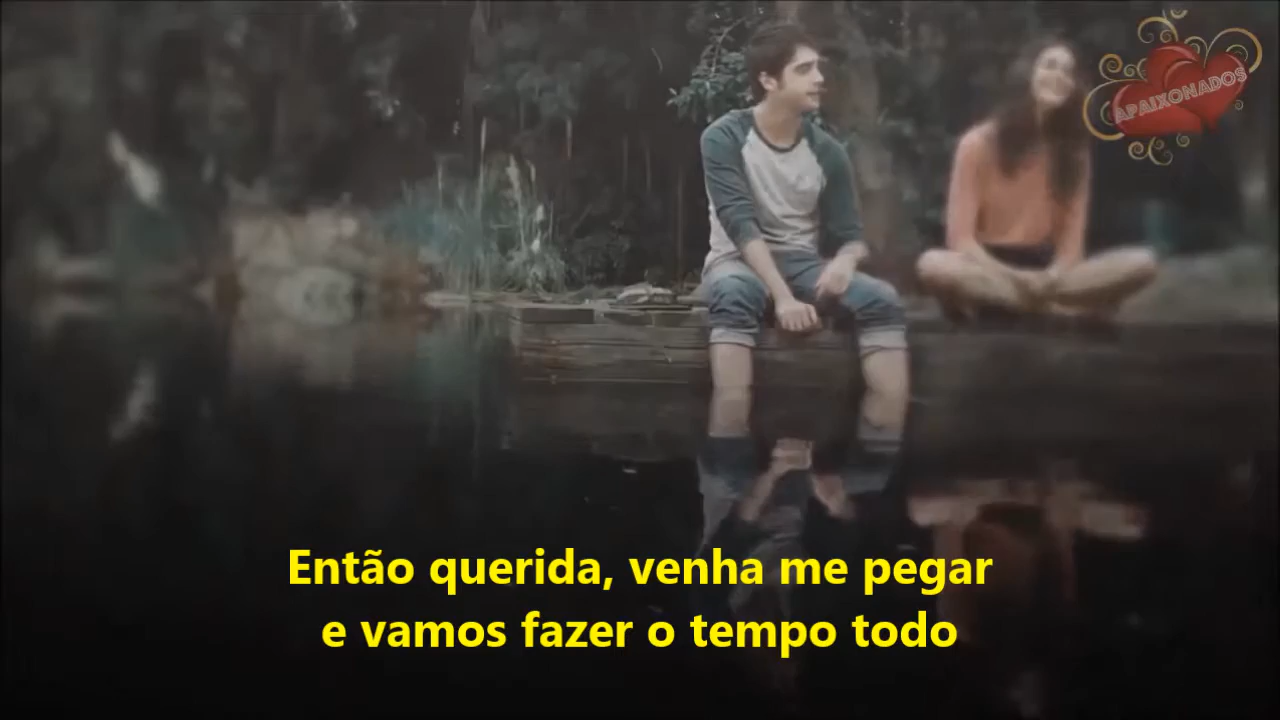 APAIXONADOS
Então querida, venha me pegar
e vamos fazer o tempo todo